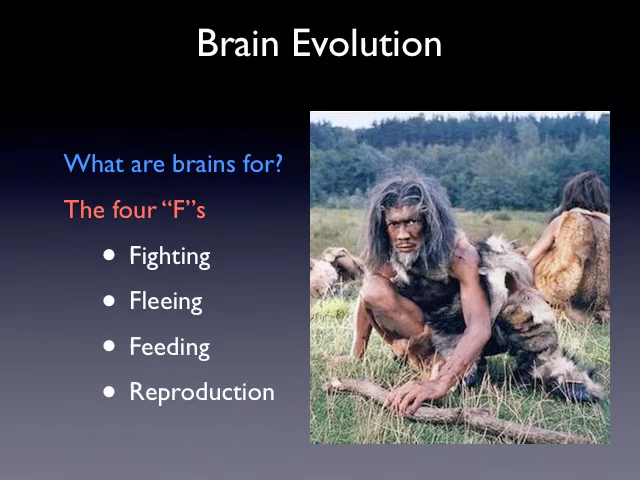 Brain Evolution
What are brains for?
The four “F”s
• Fighting
• Fleeing
• Feeding
• Reproduction